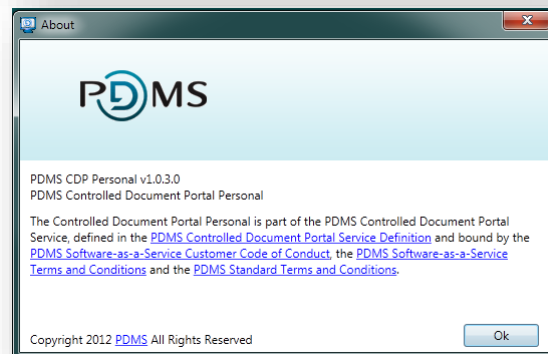 About
PDMS
PDMS CDP Personal v1.0.3.0
PDMS Controlled Document Portal Personal
The Controlled Document Portal Personal is part of the PDMS Controlled Document Portal
Service, defined in the PDMS Controlled Document Portal Service Definition and bound by the
PDMS Software-as-a-Service Customer Code of Conduct, the PDMS Software-as-a-Service
Terms and Conditions and the PDMS Standard Terms and Conditions.
Copyright 2012 PDMS All Rights Reserved
Ok